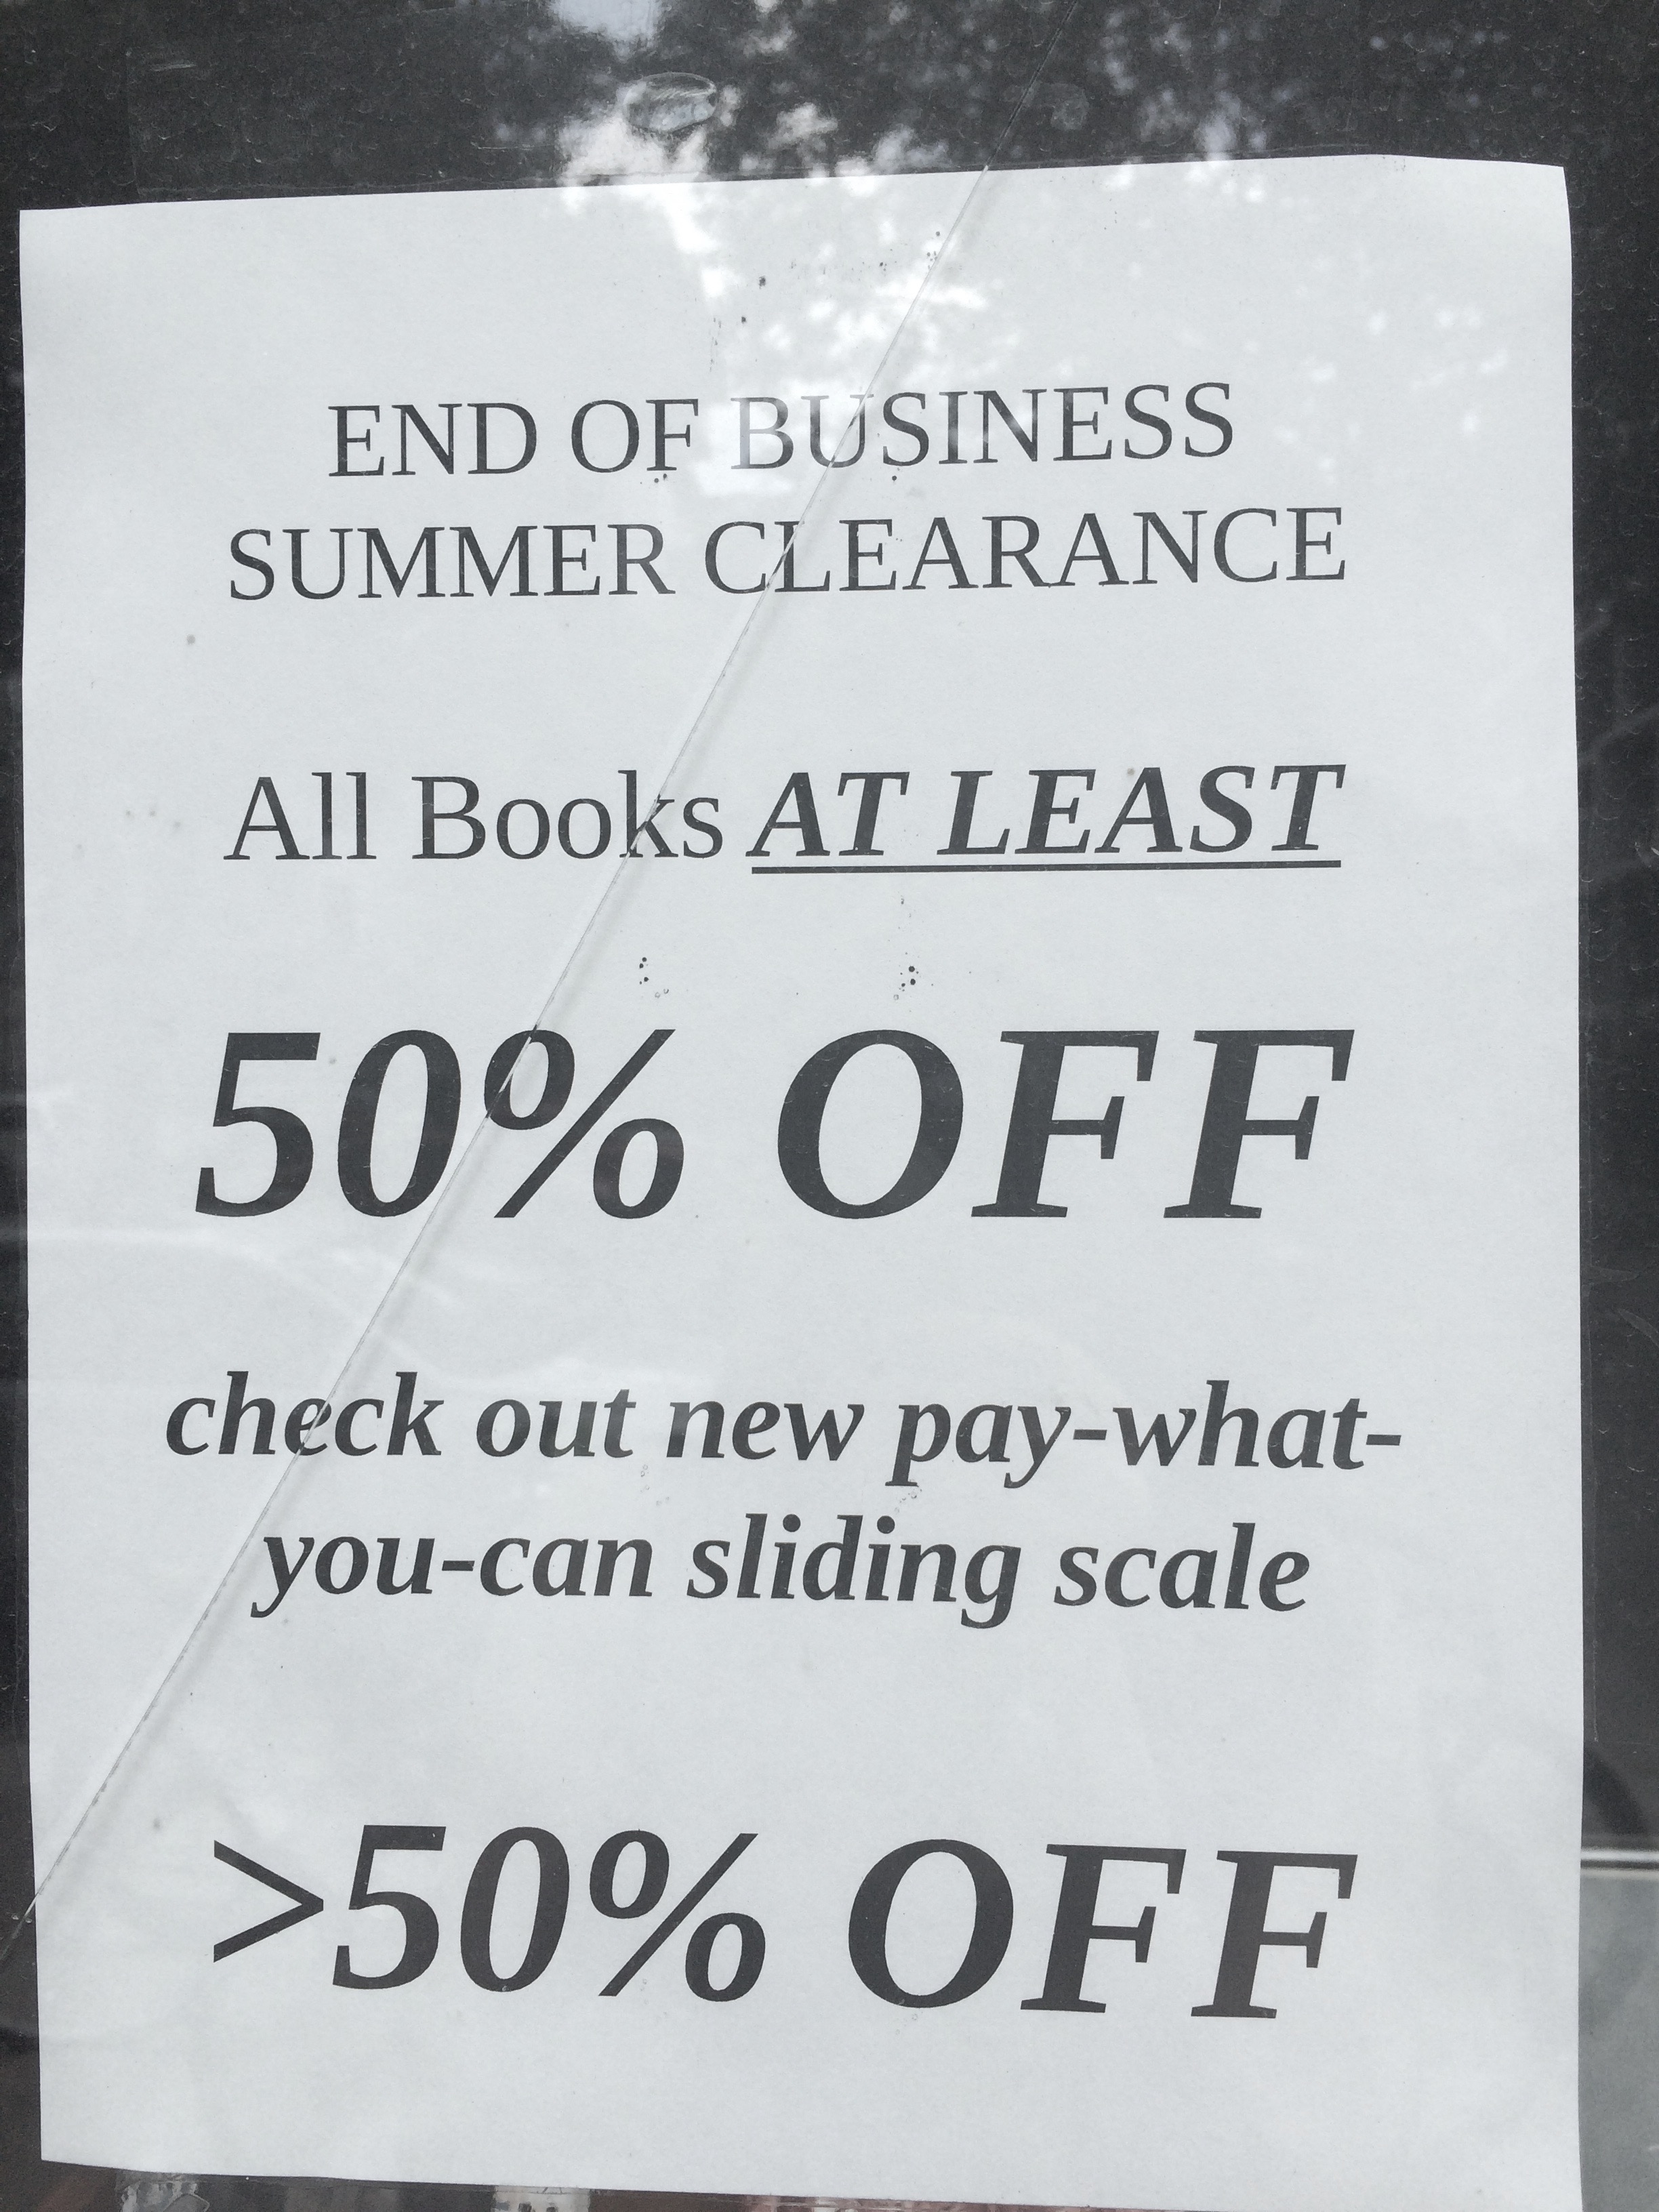 END OF BUSINESS
SUMMER CLEARANCE
All Books AT LEAST
50% OFF
check out new pay-what-
you-can sliding scale
>50% OFF